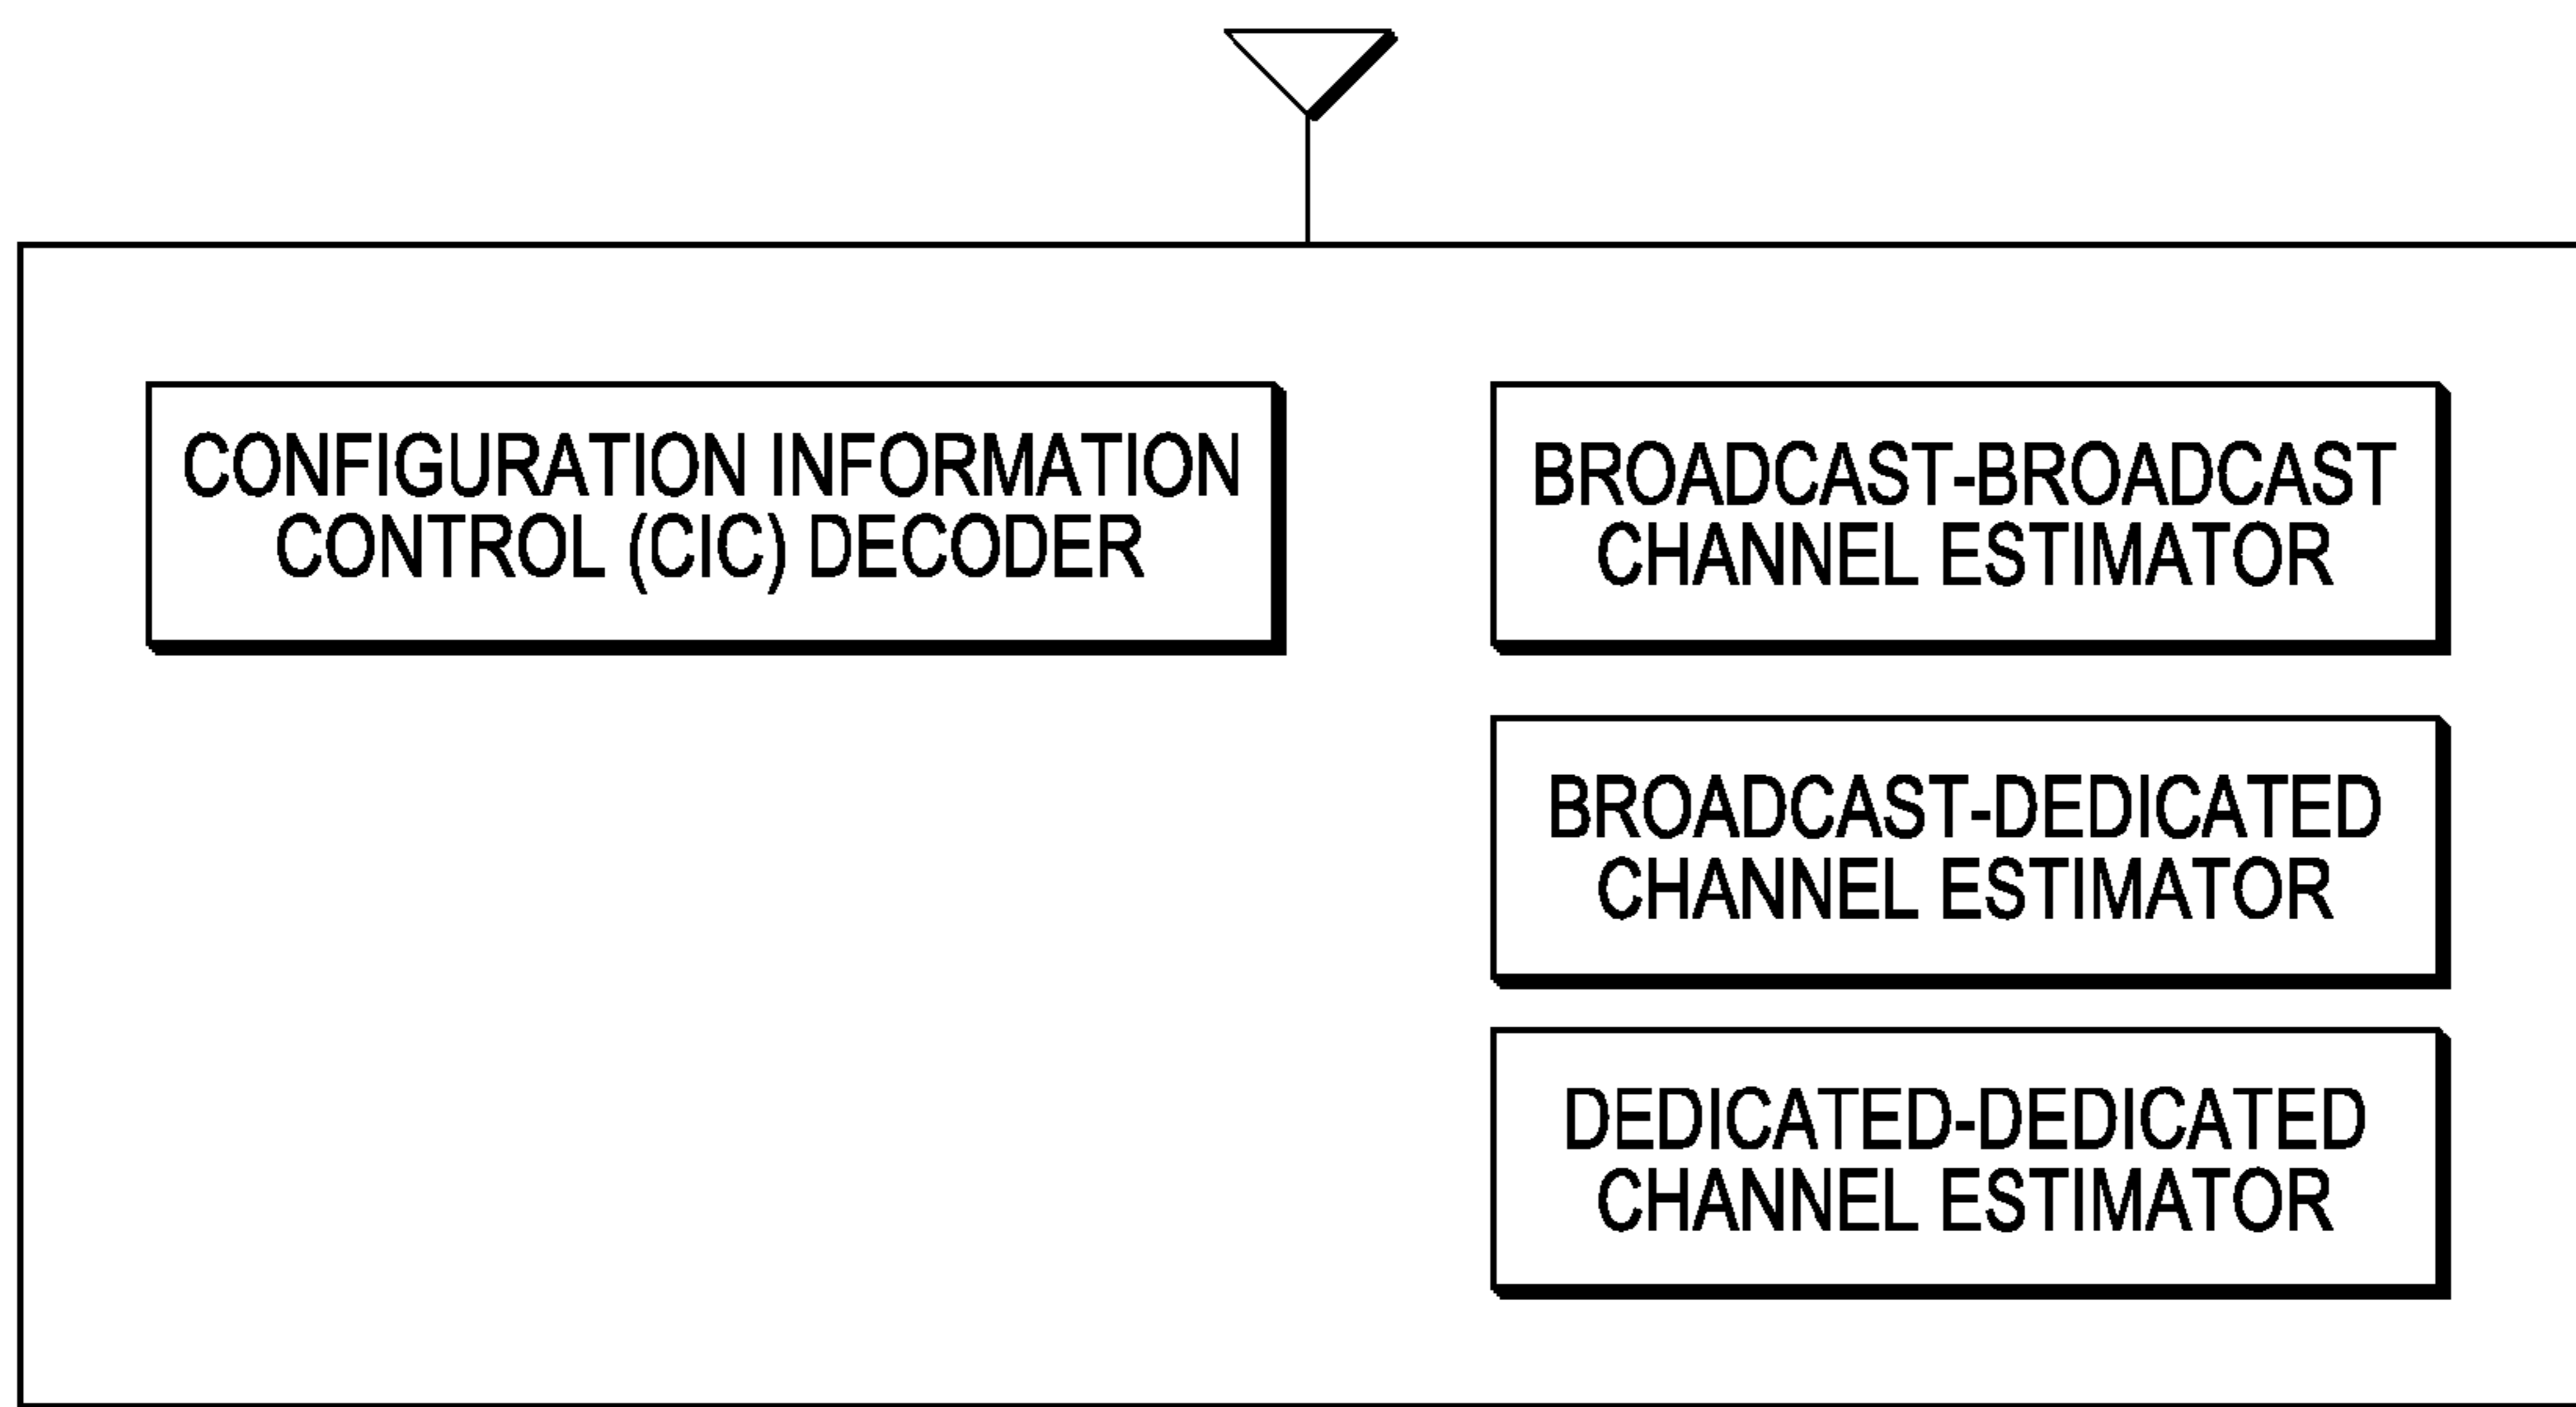 CONFIGURATION INFORMATION
CONTROL (CIC) DECODER
BROADCAST-BROADCAST
CHANNEL ESTIMATOR
BROADCAST-DEDICATED
CHANNEL ESTIMATOR
DEDICATED-DEDICATED
CHANNEL ESTIMATOR